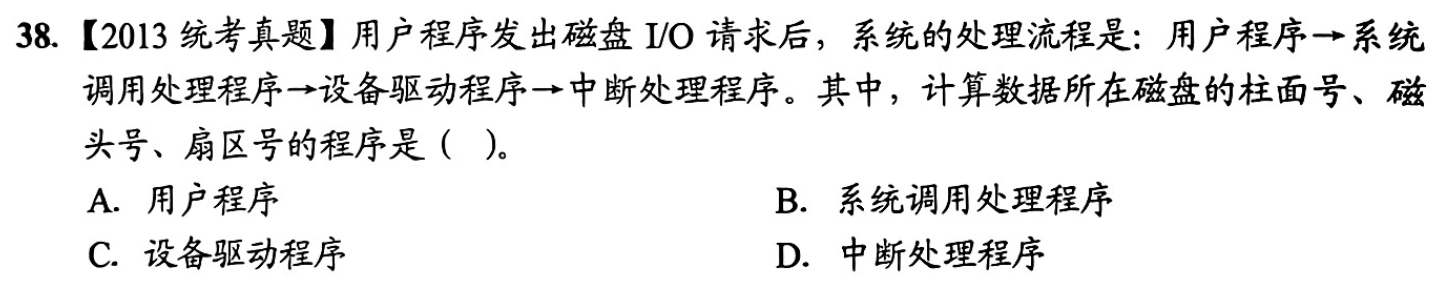 38.【2013 统考真题】用户程序发出磁盘 I/O 请求后，系统的处理流程是：用户程序→系统
调用处理程序→设备驱动程序→中断处理程序。其中，计算数据所在磁盘的柱面号、磁
头号、扇区号的程序是（ ）。
A. 用户程序 B. 系统调用处理程序
C. 设备驱动程序 D. 中断处理程序